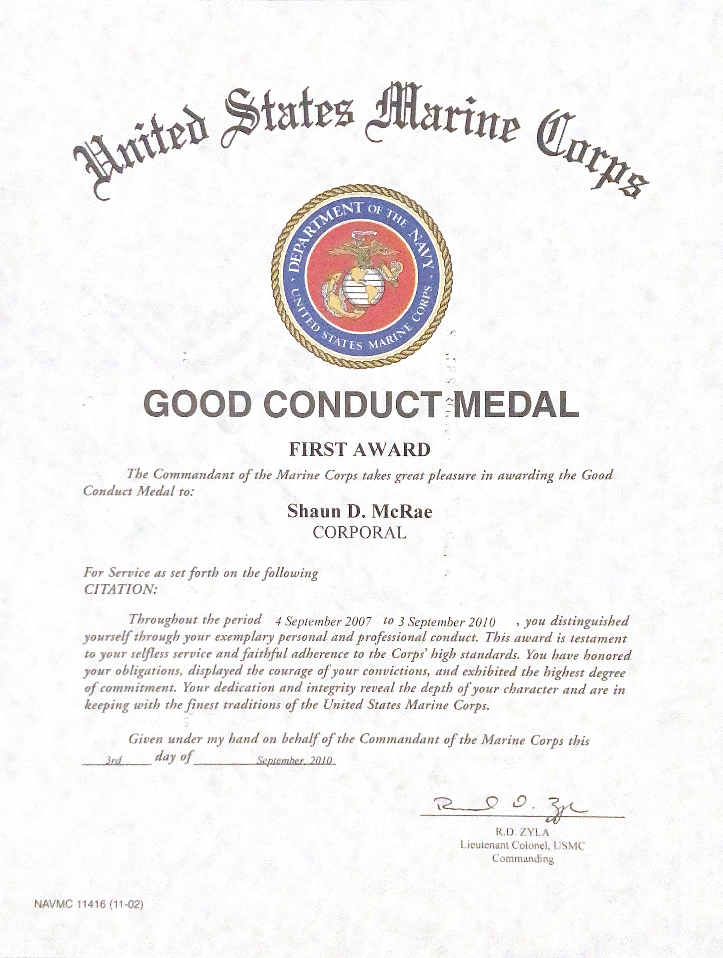 United States Marine Corps
DEPARTMENT OF THE NAVY
UNITED STATES MARINE CORPS
GOOD CONDUCT MEDAL
FIRST AWARD
The Commandant of the Marine Corps takes great pleasure in awarding the Good
Conduct Medal to:
Shaun D. McRae
CORPORAL
For Service as set forth on the following
CITATION:
Throughout the period 4 September 2007 to 3 September 2010 , you distinguished
yourself through your exemplary personal and professional conduct. This award is testament
to your selfless service and faithful adherence to the Corps' high standards. You have honored
your obligations, displayed the courage of your convictions, and exhibited the highest degree
of commitment. Your dedication and integrity reveal the depth of your character and are in
keeping with the finest traditions of the United States Marine Corps.
Given under my hand on behalf of the Commandant of the Marine Corps this
3rd day of September, 2010
R.D. ZYLA
Lieutenant Colonel, USMC
Commanding
NAVMC 11416 (11-02)